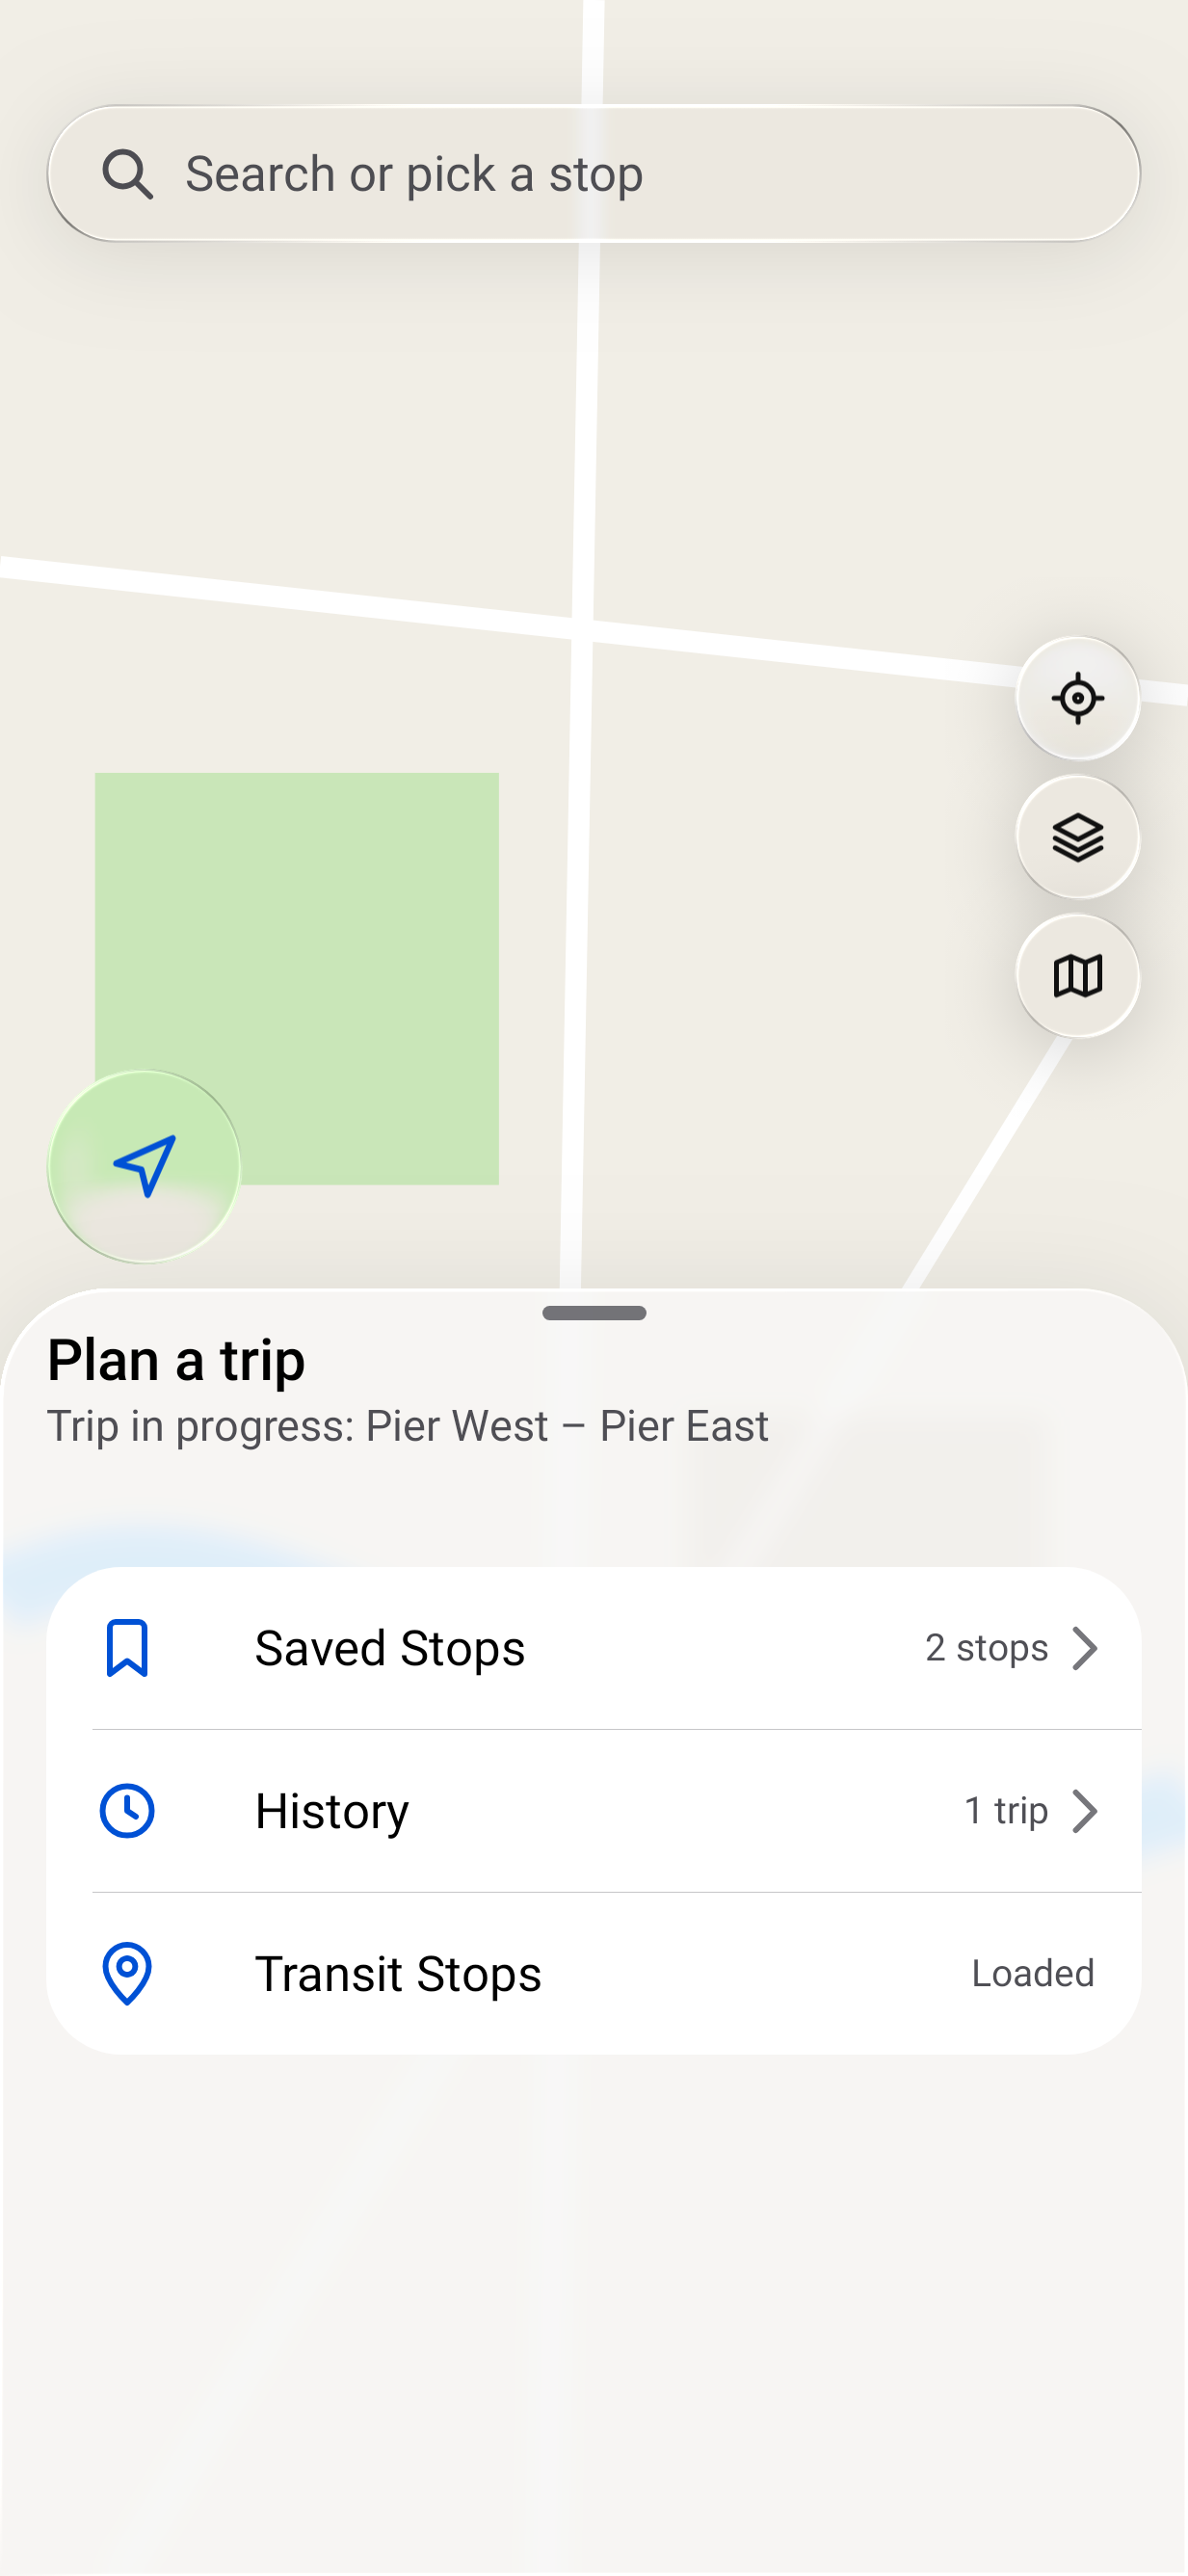 Search or pick a stop
Plan a trip
Trip in progress: Pier West – Pier East
Saved Stops
2 stops
History
1 trip
Transit Stops
Loaded